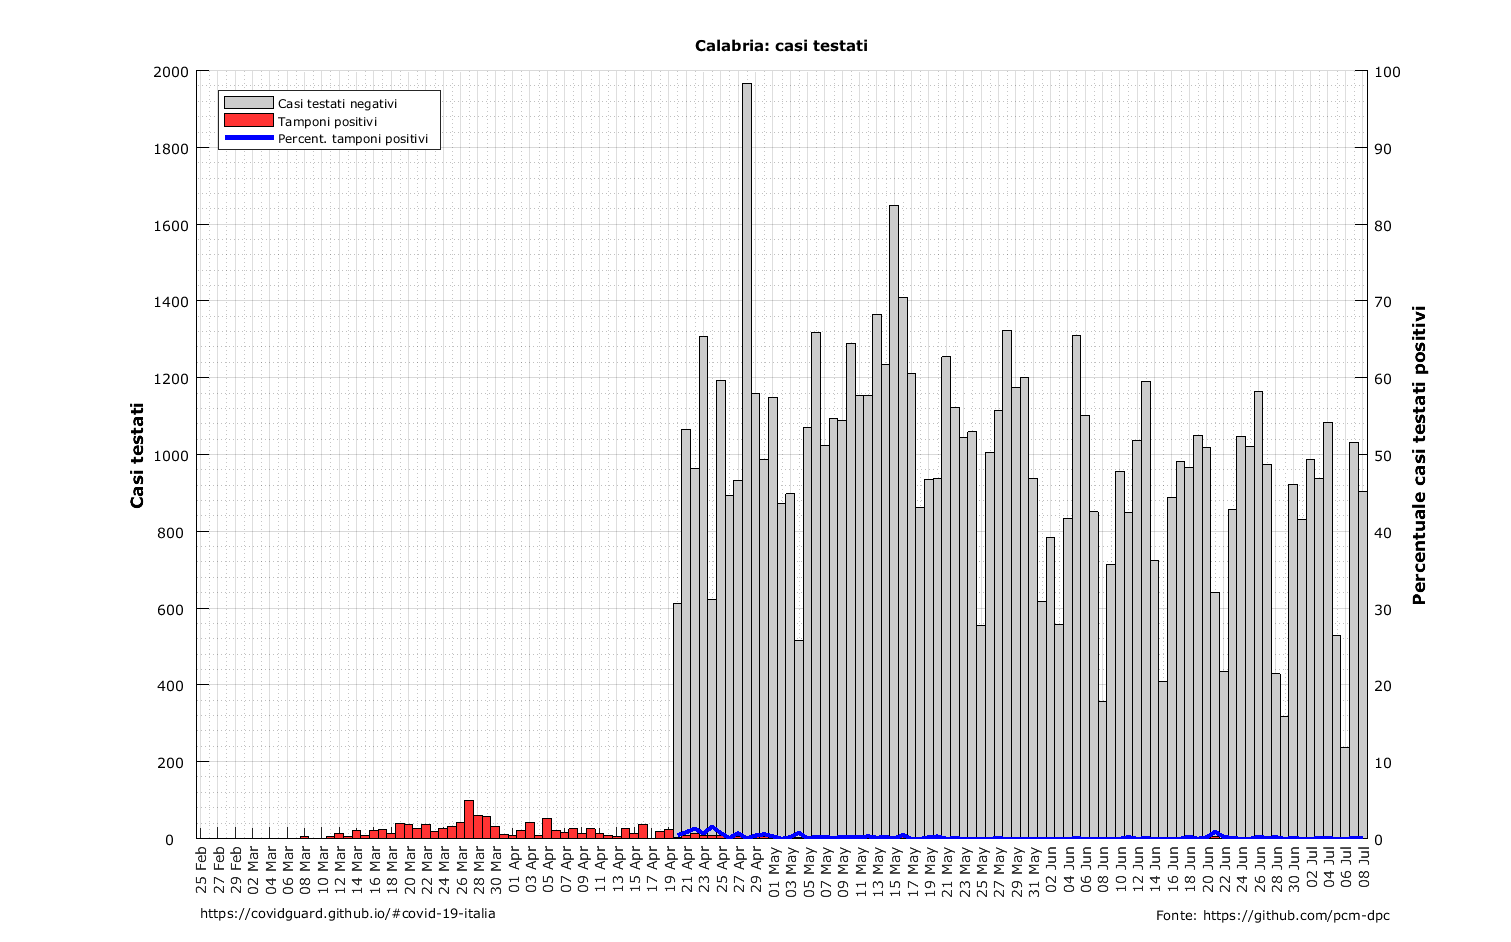 Calabria: casi testati
Casi testati negativi
Tamponi positivi
Percent. tamponi positivi
Casi testati
2000
1800
1600
1400
1200
1000
800
600
400
200
0
100
90
80
70
60
50
40
30
20
10
0
Percentuale casi testati positivi
25 Feb
27 Feb
29 Feb
02 Mar
04 Mar
06 Mar
08 Mar
10 Mar
12 Mar
14 Mar
16 Mar
18 Mar
20 Mar
22 Mar
24 Mar
26 Mar
28 Mar
30 Mar
01 Apr
03 Apr
05 Apr
07 Apr
09 Apr
11 Apr
13 Apr
15 Apr
17 Apr
19 Apr
21 Apr
23 Apr
25 Apr
27 Apr
29 Apr
01 May
03 May
05 May
07 May
09 May
11 May
13 May
15 May
17 May
19 May
21 May
23 May
25 May
27 May
29 May
31 May
02 Jun
04 Jun
06 Jun
08 Jun
10 Jun
12 Jun
14 Jun
16 Jun
18 Jun
20 Jun
22 Jun
24 Jun
26 Jun
28 Jun
30 Jun
02 Jul
04 Jul
06 Jul
08 Jul
https://covidguard.github.io/#covid-19-italia
Fonte: https://github.com/pcm-dpc